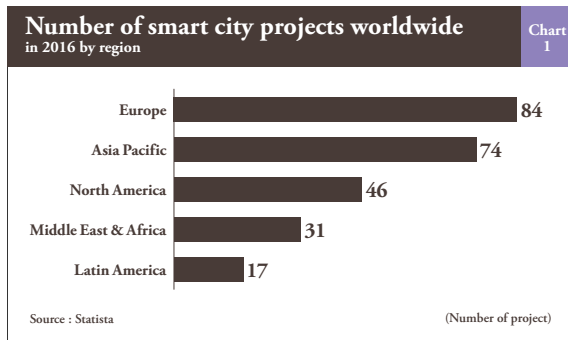 Number of smart city projects worldwide
in 2016 by region
Chart
1
Europe 84
Asia Pacific 74
North America 46
Middle East & Africa 31
Latin America 17
Source : Statista (Number of project)